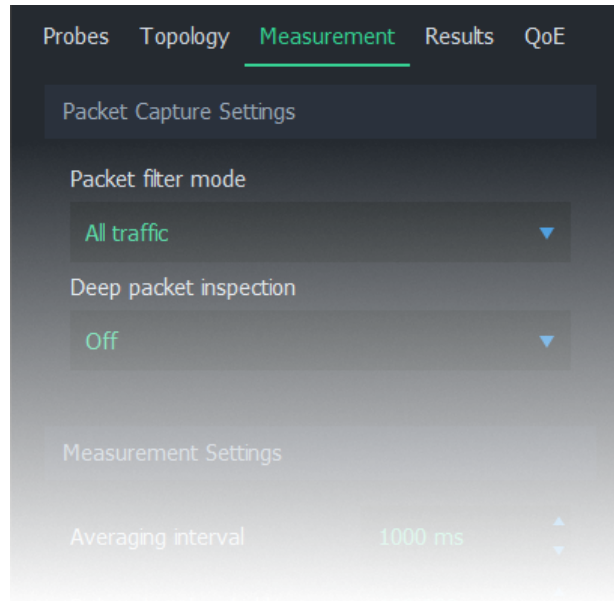 Probes Topology Measurement Results QoE
Packet Capture Settings
Packet filter mode
All traffic
Deep packet inspection
Off
Measurement Settings
Averaging interval 1000 ms